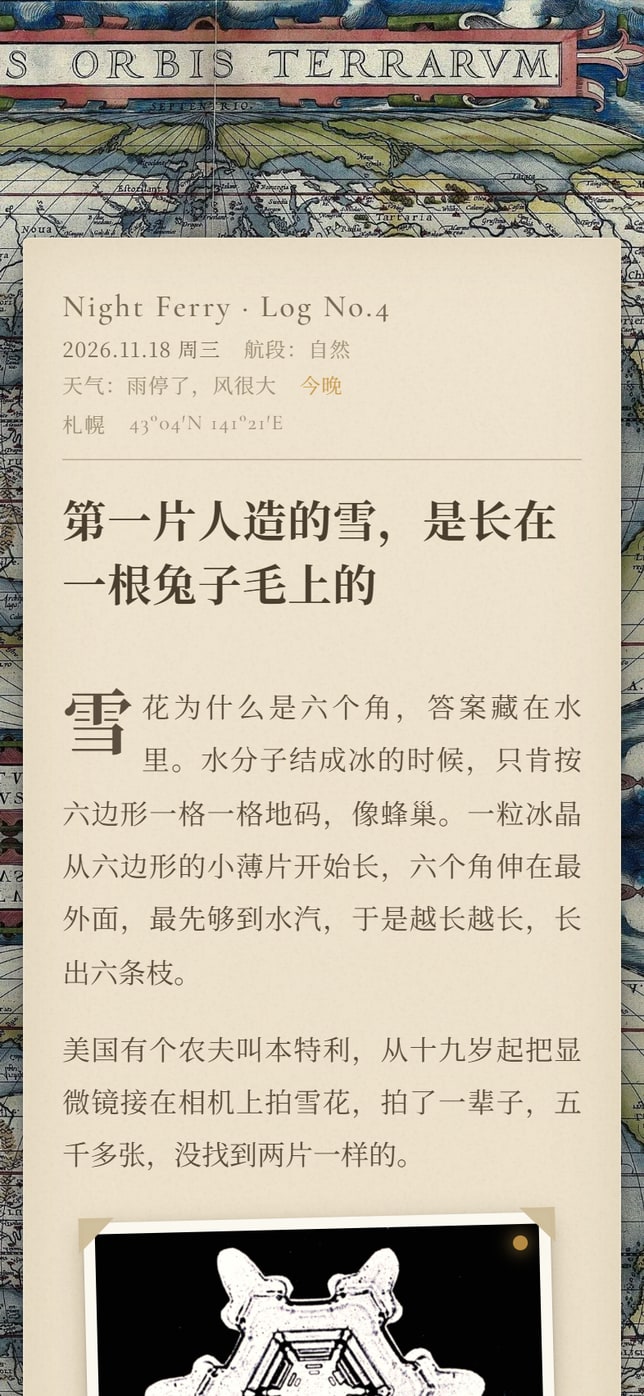 S ORBIS TERRARVM.
SEPTENTRIO.
Estotilant
Noua
Tartaria
Night Ferry · Log No.4
2026.11.18 周三 航段：自然
天气：雨停了，风很大 今晚
札幌 43°04′N 141°21′E
第一片人造的雪，是长在
一根兔子毛上的
雪花为什么是六个角，答案藏在水
里。水分子结成冰的时候，只肯按
六边形一格一格地码，像蜂巢。一粒冰晶
从六边形的小薄片开始长，六个角伸在最
外面，最先够到水汽，于是越长越长，长
出六条枝。
美国有个农夫叫本特利，从十九岁起把显
微镜接在相机上拍雪花，拍了一辈子，五
千多张，没找到两片一样的。